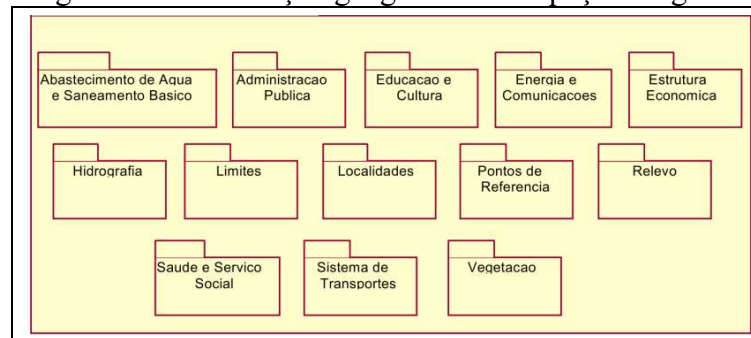 Abastecimento de Agua
e Saneamento Basico
Administracao
Publica
Educacao e
Cultura
Energia e
Comunicacoes
Estrutura
Economica
Hidrografia
Limites
Localidades
Pontos de
Referencia
Relevo
Saude e Servico
Social
Sistema de
Transportes
Vegetacao